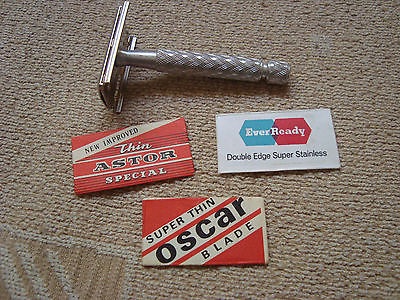 NEW IMPROVED
Thin
ASTOR
SPECIAL
Ever Ready
Double Edge Super Stainless
SUPER THIN
oscar
BLADE